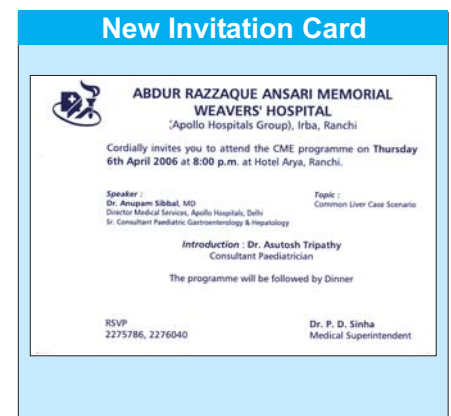 New Invitation Card
ABDUR RAZZAQUE ANSARI MEMORIAL
WEAVERS' HOSPITAL
(Apollo Hospitals Group), Irba, Ranchi
Cordially invites you to attend the CME programme on Thursday
6th April 2006 at 8:00 p.m. at Hotel Arya, Ranchi.
Speaker :
Dr. Anupam Sibbal, MD
Director Medical Services, Apollo Hospitals, Delhi
Sr. Consultant Paediatric Gastroenterology & Hepatology
Topic :
Common Liver Case Scenario
Introduction : Dr. Asutosh Tripathy
Consultant Paediatrician
The programme will be followed by Dinner
RSVP
2275786, 2276040
Dr. P. D. Sinha
Medical Superintendent